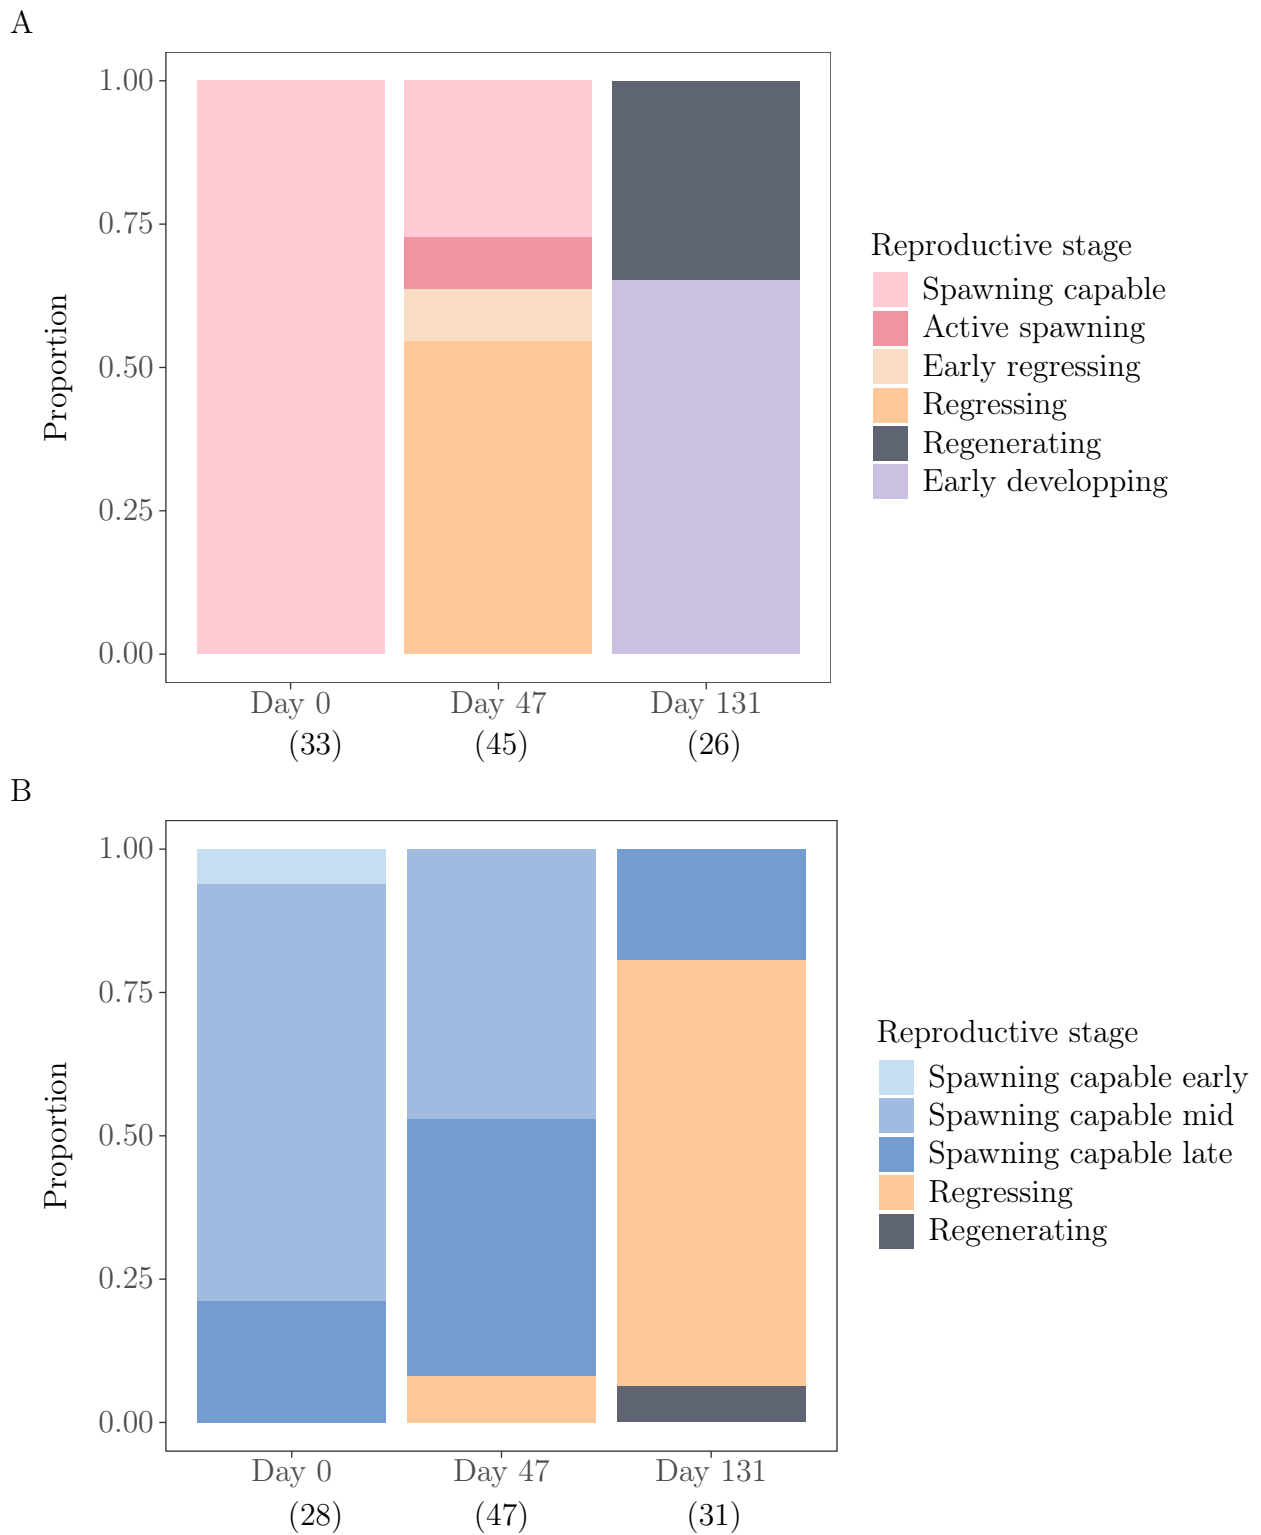 A
1.00
0.75
0.50
0.25
0.00
Proportion
Day 0
Day 47
Day 131
(33)
(45)
(26)
Reproductive stage
Spawning capable
Active spawning
Early regressing
Regressing
Regenerating
Early developping
B
1.00
0.75
0.50
0.25
0.00
Proportion
Day 0
Day 47
Day 131
(28)
(47)
(31)
Reproductive stage
Spawning capable early
Spawning capable mid
Spawning capable late
Regressing
Regenerating